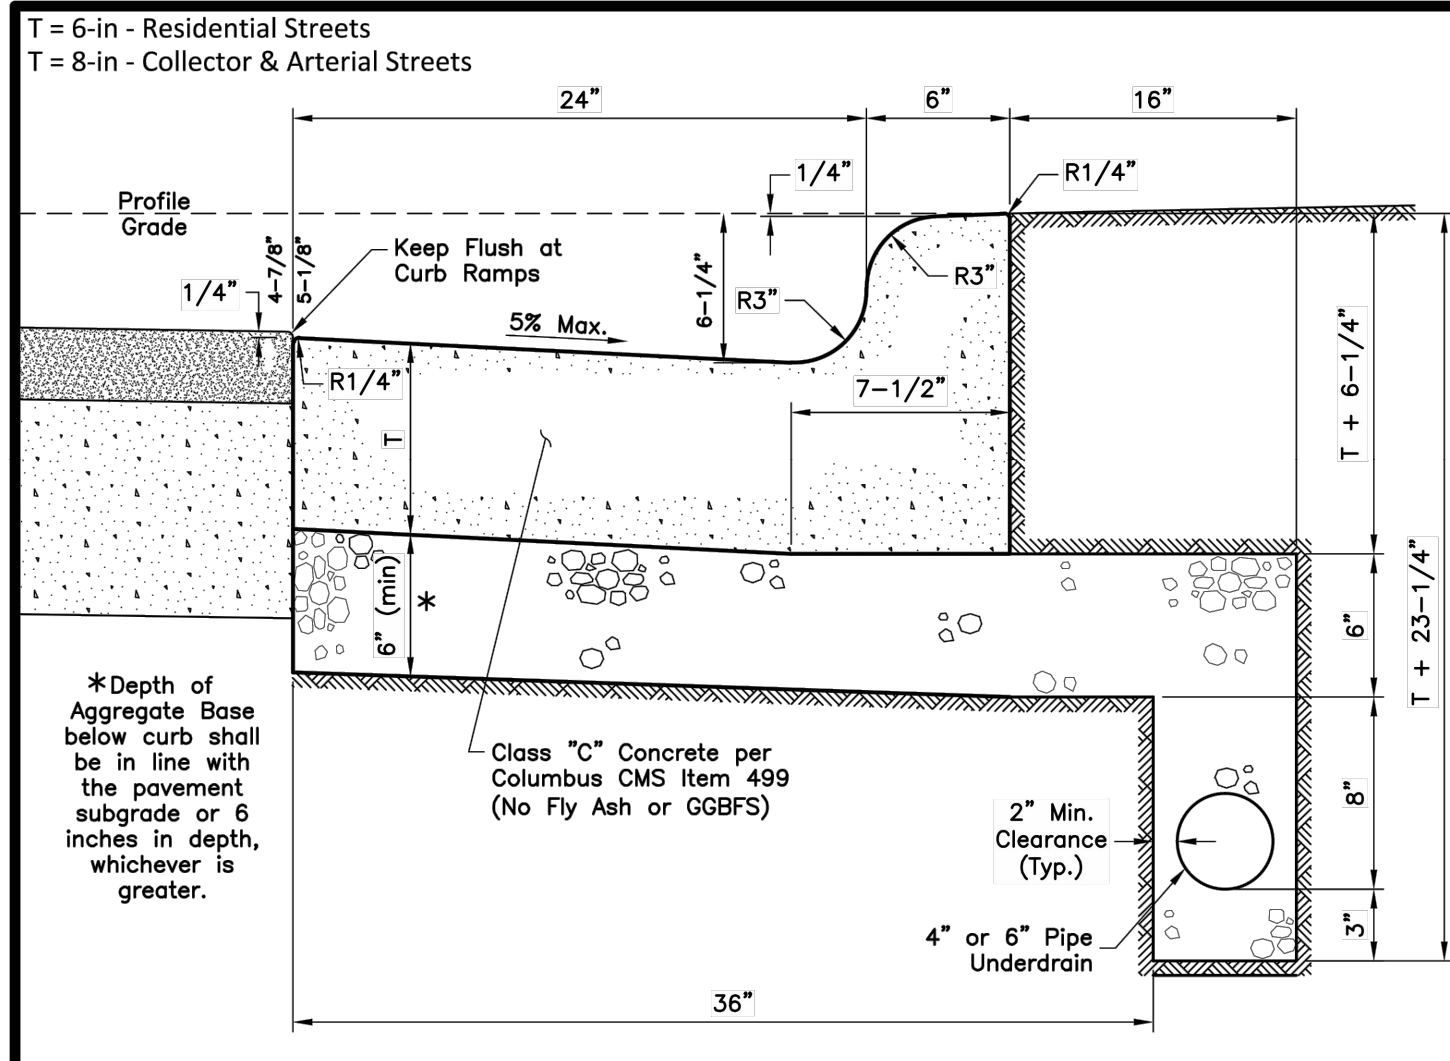 T = 6-in - Residential Streets
T = 8-in - Collector & Arterial Streets
24”
6”
16”
1/4”
R1/4”
Profile
Grade
Keep Flush at
Curb Ramps
4-7/8”
5-1/8”
1/4”
6-1/4”
R3”
R3”
5% Max.
R1/4”
7-1/2”
T
T + 6-1/4”
6” (min)
*
6”
T + 23-1/4”
*Depth of
Aggregate Base
below curb shall
be in line with
the pavement
subgrade or 6
inches in depth,
whichever is
greater.
Class "C" Concrete per
Columbus CMS Item 499
(No Fly Ash or GGBFS)
2” Min.
Clearance
(Typ.)
8”
4” or 6” Pipe
Underdrain
3”
36”